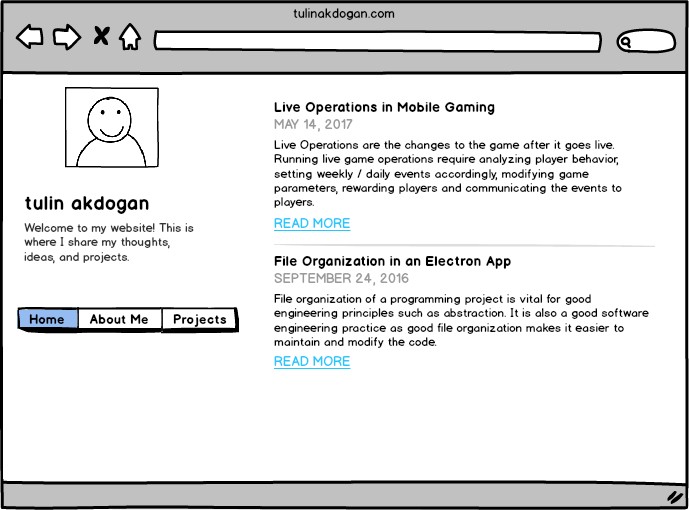 tulinakdogan.com
tulin akdogan
Welcome to my website! This is
where I share my thoughts,
ideas, and projects.
Home About Me Projects
Live Operations in Mobile Gaming
MAY 14, 2017
Live Operations are the changes to the game after it goes live.
Running live game operations require analyzing player behavior,
setting weekly / daily events accordingly, modifying game
parameters, rewarding players and communicating the events to
players.
READ MORE
File Organization in an Electron App
SEPTEMBER 24, 2016
File organization of a programming project is vital for good
engineering principles such as abstraction. It is also a good software
engineering practice as good file organization makes it easier to
maintain and modify the code.
READ MORE